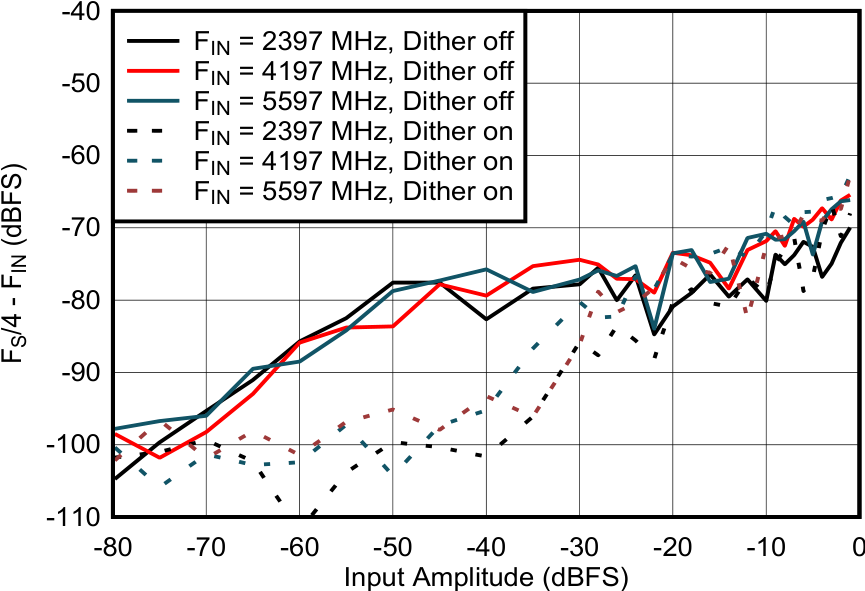 -40
-50
-60
-70
-80
-90
-100
-110
F_S/4 - F_IN (dBFS)
F_IN = 2397 MHz, Dither off
F_IN = 4197 MHz, Dither off
F_IN = 5597 MHz, Dither off
F_IN = 2397 MHz, Dither on
F_IN = 4197 MHz, Dither on
F_IN = 5597 MHz, Dither on
-80 -70 -60 -50 -40 -30 -20 -10 0
Input Amplitude (dBFS)